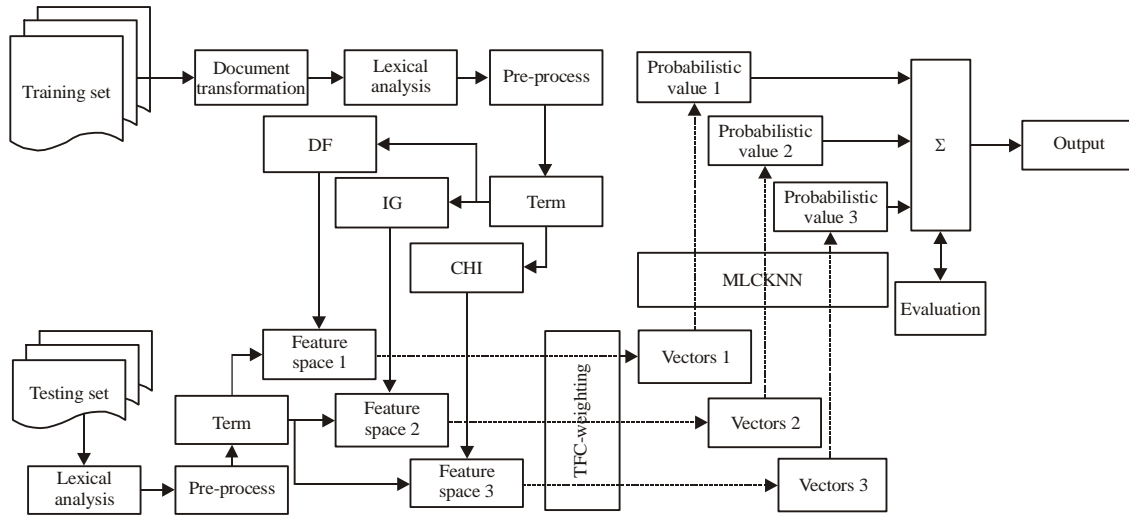 Training set
Document
transformation
Lexical
analysis
Pre-process
DF
IG
Term
CHI
Testing set
Lexical
analysis
Pre-process
Term
Feature
space 1
Feature
space 2
Feature
space 3
TFC-weighting
Vectors 1
Vectors 2
Vectors 3
MLCKNN
Probabilistic
value 1
Probabilistic
value 2
Probabilistic
value 3
Σ
Evaluation
Output